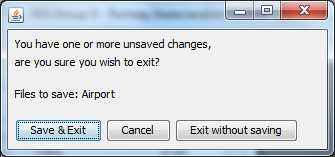 You have one or more unsaved changes,
are you sure you wish to exit?
Files to save: Airport
Save & Exit
Cancel
Exit without saving